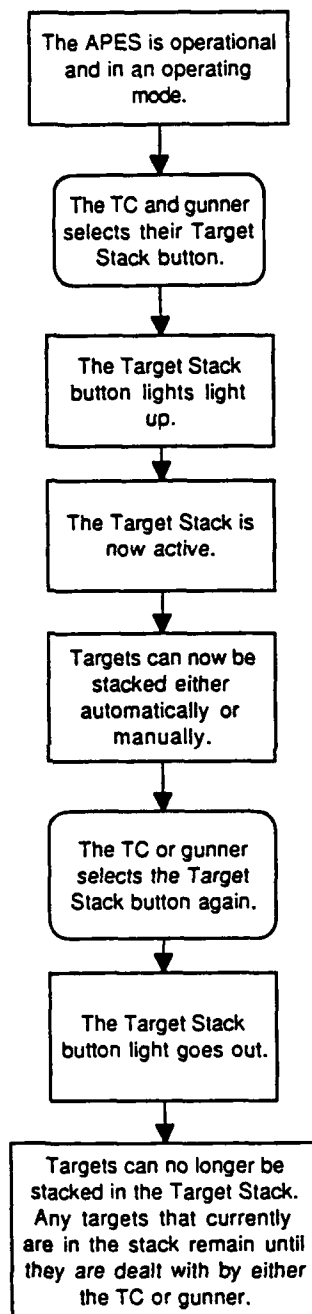 The APES is operational
and in an operating
mode.
The TC and gunner
selects their Target
Stack button.
The Target Stack
button lights light
up.
The Target Stack is
now active.
Targets can now be
stacked either
automatically or
manually.
The TC or gunner
selects the Target
Stack button again.
The Target Stack
button light goes out.
Targets can no longer be
stacked in the Target Stack.
Any targets that currently
are in the stack remain until
they are dealt with by either
the TC or gunner.